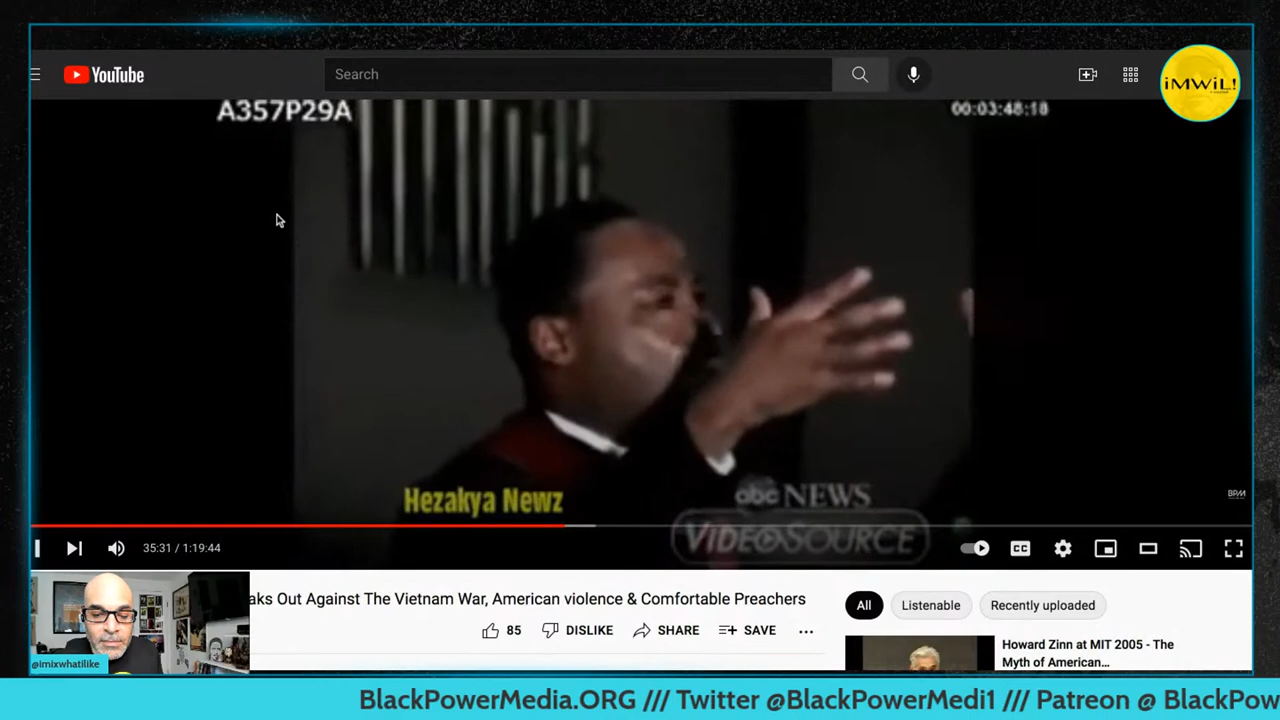 YouTube
Search
iMWiL!
A357P29A
00:03:48:18
Hezakya Newz
abc NEWS
VIDEOSOURCE
BPM
35:31 / 1:19:44
CC
aks Out Against The Vietnam War, American violence & Comfortable Preachers
85
DISLIKE
SHARE
SAVE
All
Listenable
Recently uploaded
Howard Zinn at MIT 2005 - The
Myth of American...
@imixwhatilike
BlackPowerMedia.ORG /// Twitter @BlackPowerMedi1 /// Patreon @ BlackPow